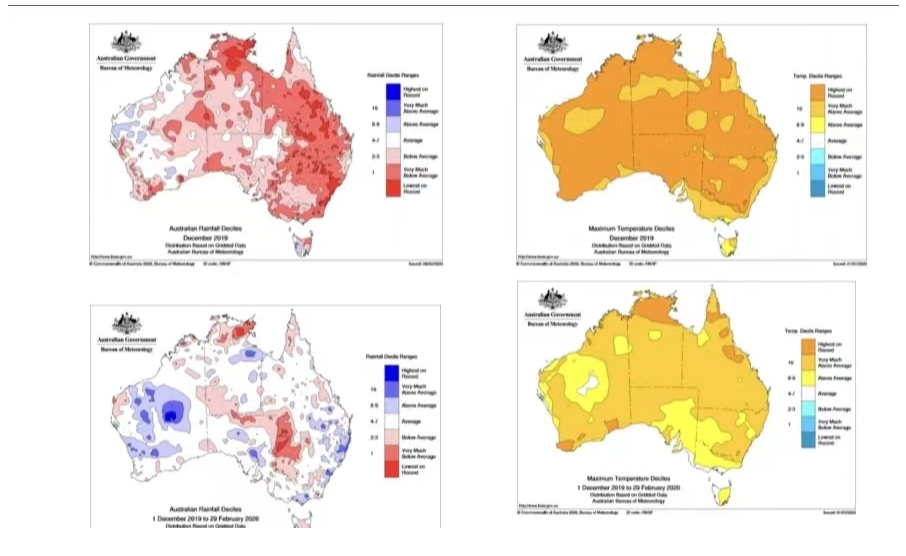 Australian Government
Bureau of Meteorology
Rainfall Decile Ranges
Highest on
Record
10
Very Much
Above Average
8-9
Above Average
4-7
Average
2-3
Below Average
1
Very Much
Below Average
Lowest on
Record
Australian Rainfall Deciles
December 2019
Distribution Based on Gridded Data
Australian Bureau of Meteorology
http://www.bom.gov.au
© Commonwealth of Australia 2020, Bureau of Meteorology
Australian Government
Bureau of Meteorology
Temp. Decile Ranges
Highest on
Record
10
Very Much
Above Average
8-9
Above Average
4-7
Average
2-3
Below Average
1
Very Much
Below Average
Lowest on
Record
Maximum Temperature Deciles
December 2019
Distribution Based on Gridded Data
Australian Bureau of Meteorology
http://www.bom.gov.au
© Commonwealth of Australia 2020, Bureau of Meteorology
Australian Government
Bureau of Meteorology
Rainfall Decile Ranges
Highest on
Record
10
Very Much
Above Average
8-9
Above Average
4-7
Average
2-3
Below Average
1
Very Much
Below Average
Lowest on
Record
Australian Rainfall Deciles
1 December 2019 to 29 February 2020
Distribution Based on Gridded Data
Australian Government
Bureau of Meteorology
Temp. Decile Ranges
Highest on
Record
10
Very Much
Above Average
8-9
Above Average
4-7
Average
2-3
Below Average
1
Very Much
Below Average
Lowest on
Record
Maximum Temperature Deciles
1 December 2019 to 29 February 2020
Distribution Based on Gridded Data
Australian Bureau of Meteorology
http://www.bom.gov.au
© Commonwealth of Australia 2020, Bureau of Meteorology